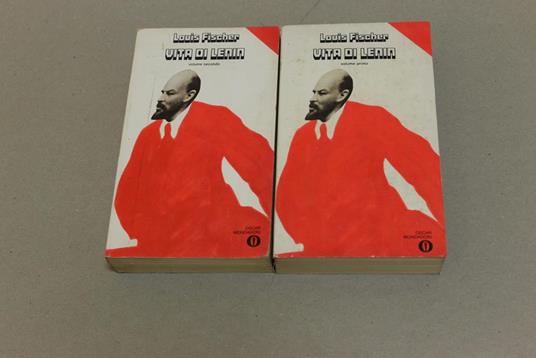 Louis Fischer
VITA DI LENIN
volume secondo
OSCAR
MONDADORI
Louis Fischer
VITA DI LENIN
volume primo
OSCAR
MONDADORI